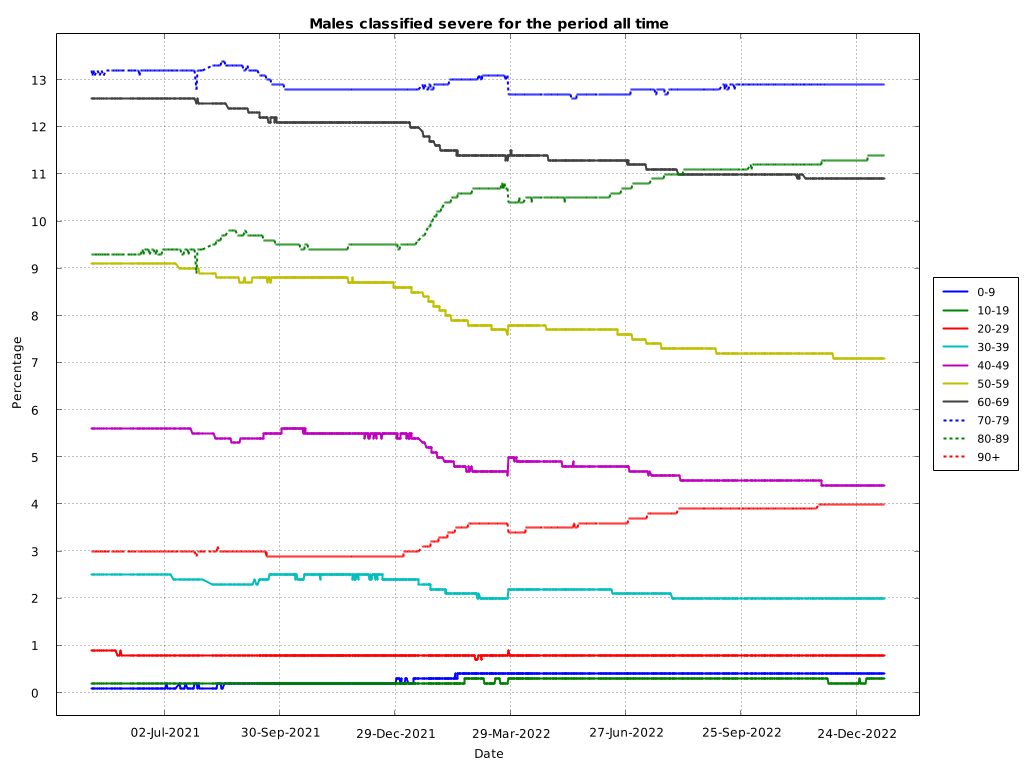 Males classified severe for the period all time
Percentage
13
12
11
10
9
8
7
6
5
4
3
2
1
0
02-Jul-2021
30-Sep-2021
29-Dec-2021
29-Mar-2022
27-Jun-2022
25-Sep-2022
24-Dec-2022
Date
0-9
10-19
20-29
30-39
40-49
50-59
60-69
70-79
80-89
90+